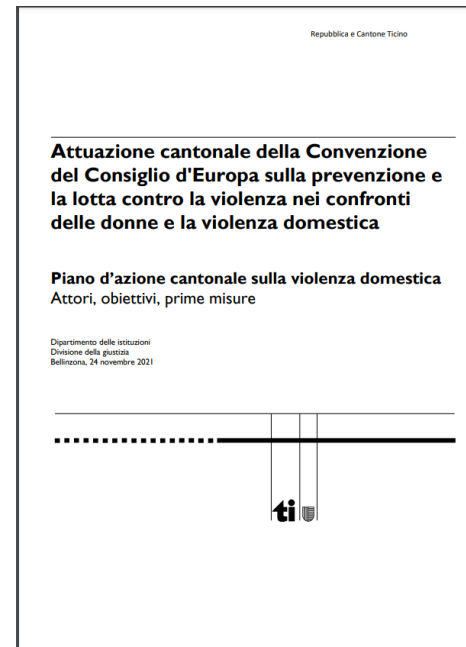 Repubblica e Cantone Ticino
Attuazione cantonale della Convenzione
del Consiglio d'Europa sulla prevenzione e
la lotta contro la violenza nei confronti
delle donne e la violenza domestica
Piano d'azione cantonale sulla violenza domestica
Attori, obiettivi, prime misure
Dipartimento delle istituzioni
Divisione della giustizia
Bellinzona, 24 novembre 2021
ti